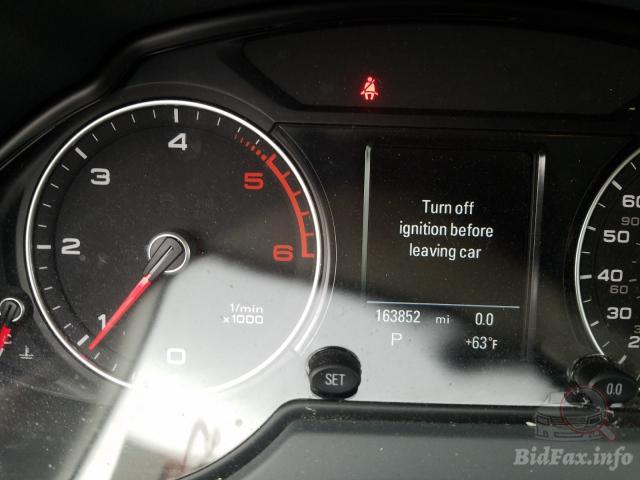 4
3
5
2
6
1
0
1/min
x1000
Turn off
ignition before
leaving car
163852 mi 0.0
P +63°F
SET
60
90
50
40
60
30
20
0.0
C
BidFax.info